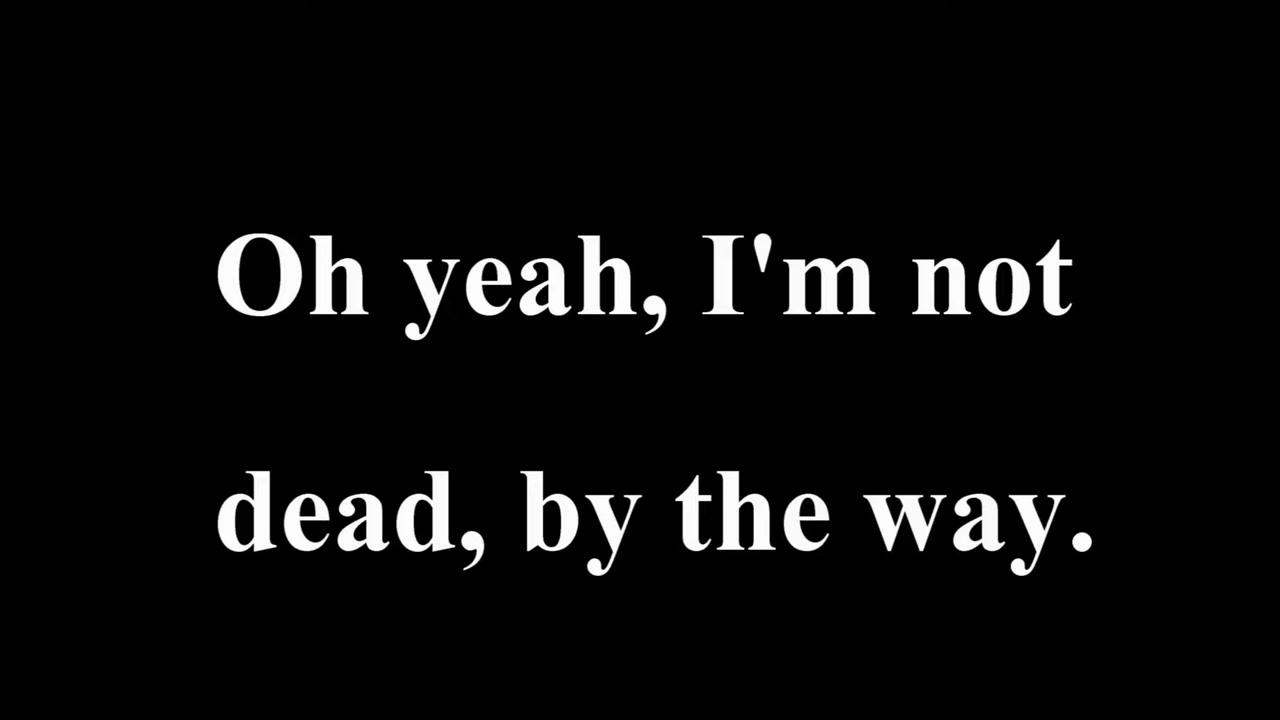 Oh yeah, I'm not
dead, by the way.